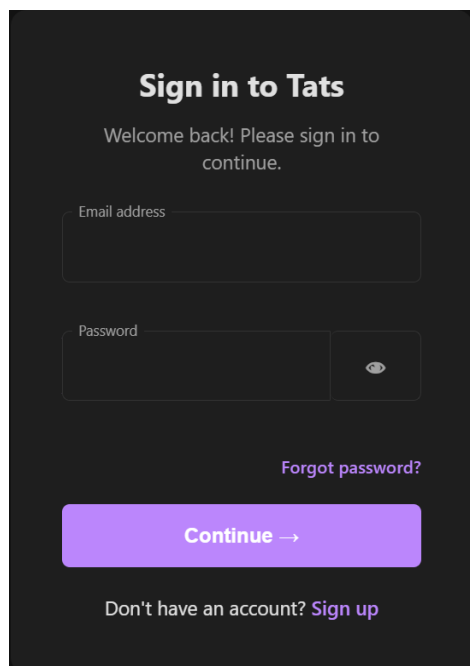 Sign in to Tats
Welcome back! Please sign in to
continue.
Email address
Password
Forgot password?
Continue →
Don't have an account? Sign up